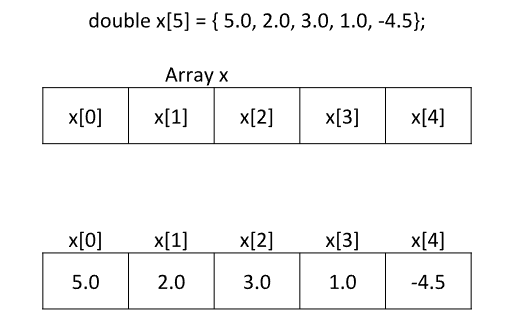 double x[5] = { 5.0, 2.0, 3.0, 1.0, -4.5};
Array x
x[0] x[1] x[2] x[3] x[4]
x[0] x[1] x[2] x[3] x[4]
5.0 2.0 3.0 1.0 -4.5